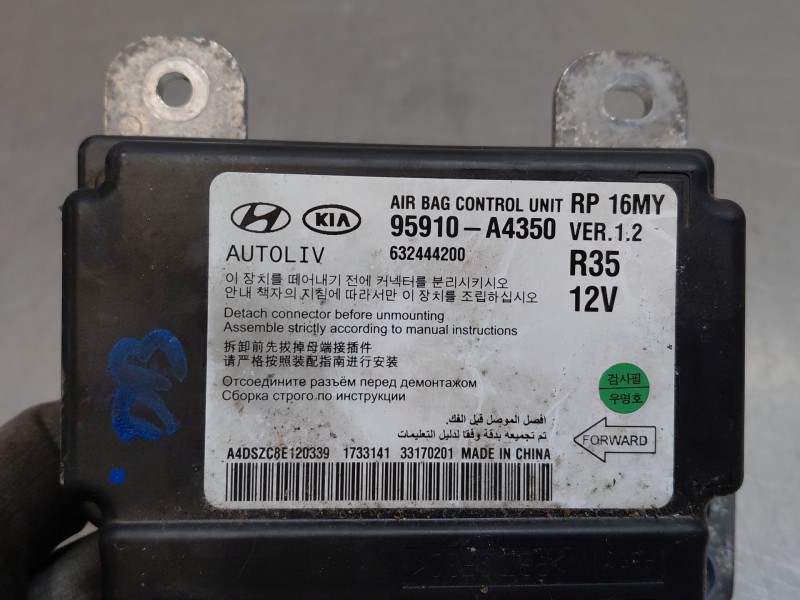 AIR BAG CONTROL UNIT RP 16MY
KIA 95910-A4350 VER.1.2
AUTOLIV 632444200 R35
12V
이 장치를 떼어내기 전에 커넥터를 분리시키시오
안내 책자의 지침에 따라서만 이 장치를 조립하십시오
Detach connector before unmounting
Assemble strictly according to manual instructions
拆卸前先拔掉母端接插件
请严格按照装配指南进行安装
Отсоедините разъём перед демонтажом
Сборка строго по инструкции
검사필
우명호
افصل الموصل قبل الفك.
تم تجميعه بدقة وفقا لدليل التعليمات
FORWARD
A4DSZC8E120339 1733141 33170201 MADE IN CHINA